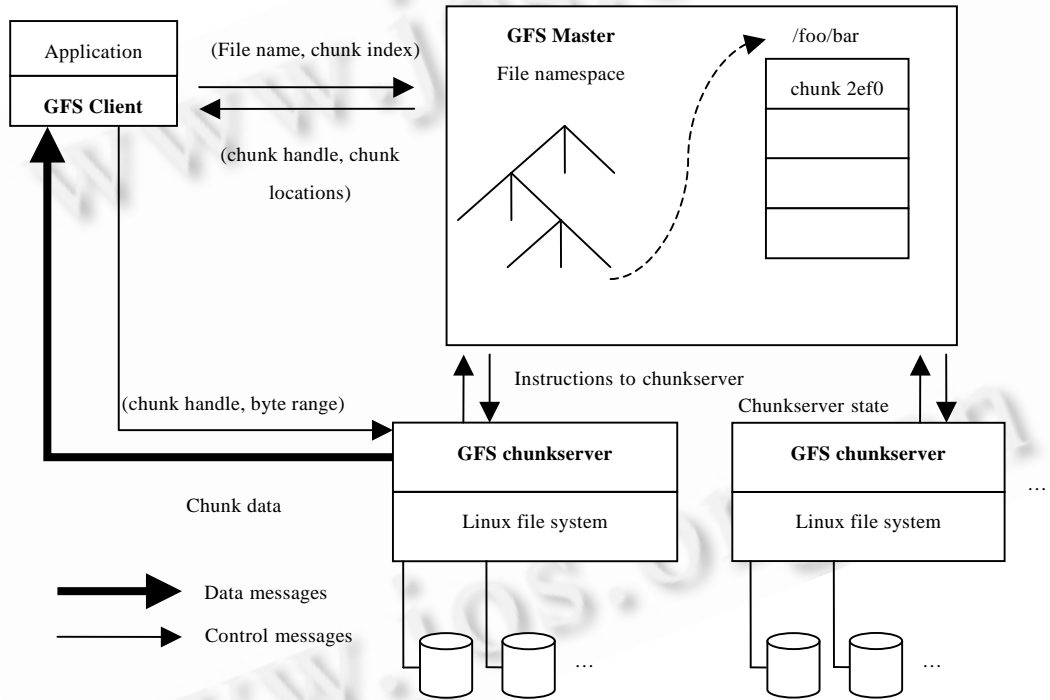 Application
GFS Client
(File name, chunk index)
(chunk handle, chunk
locations)
GFS Master
File namespace
/foo/bar
chunk 2ef0
Instructions to chunkserver
Chunkserver state
(chunk handle, byte range)
GFS chunkserver
Linux file system
GFS chunkserver
Linux file system
…
Chunk data
Data messages
Control messages
…
…